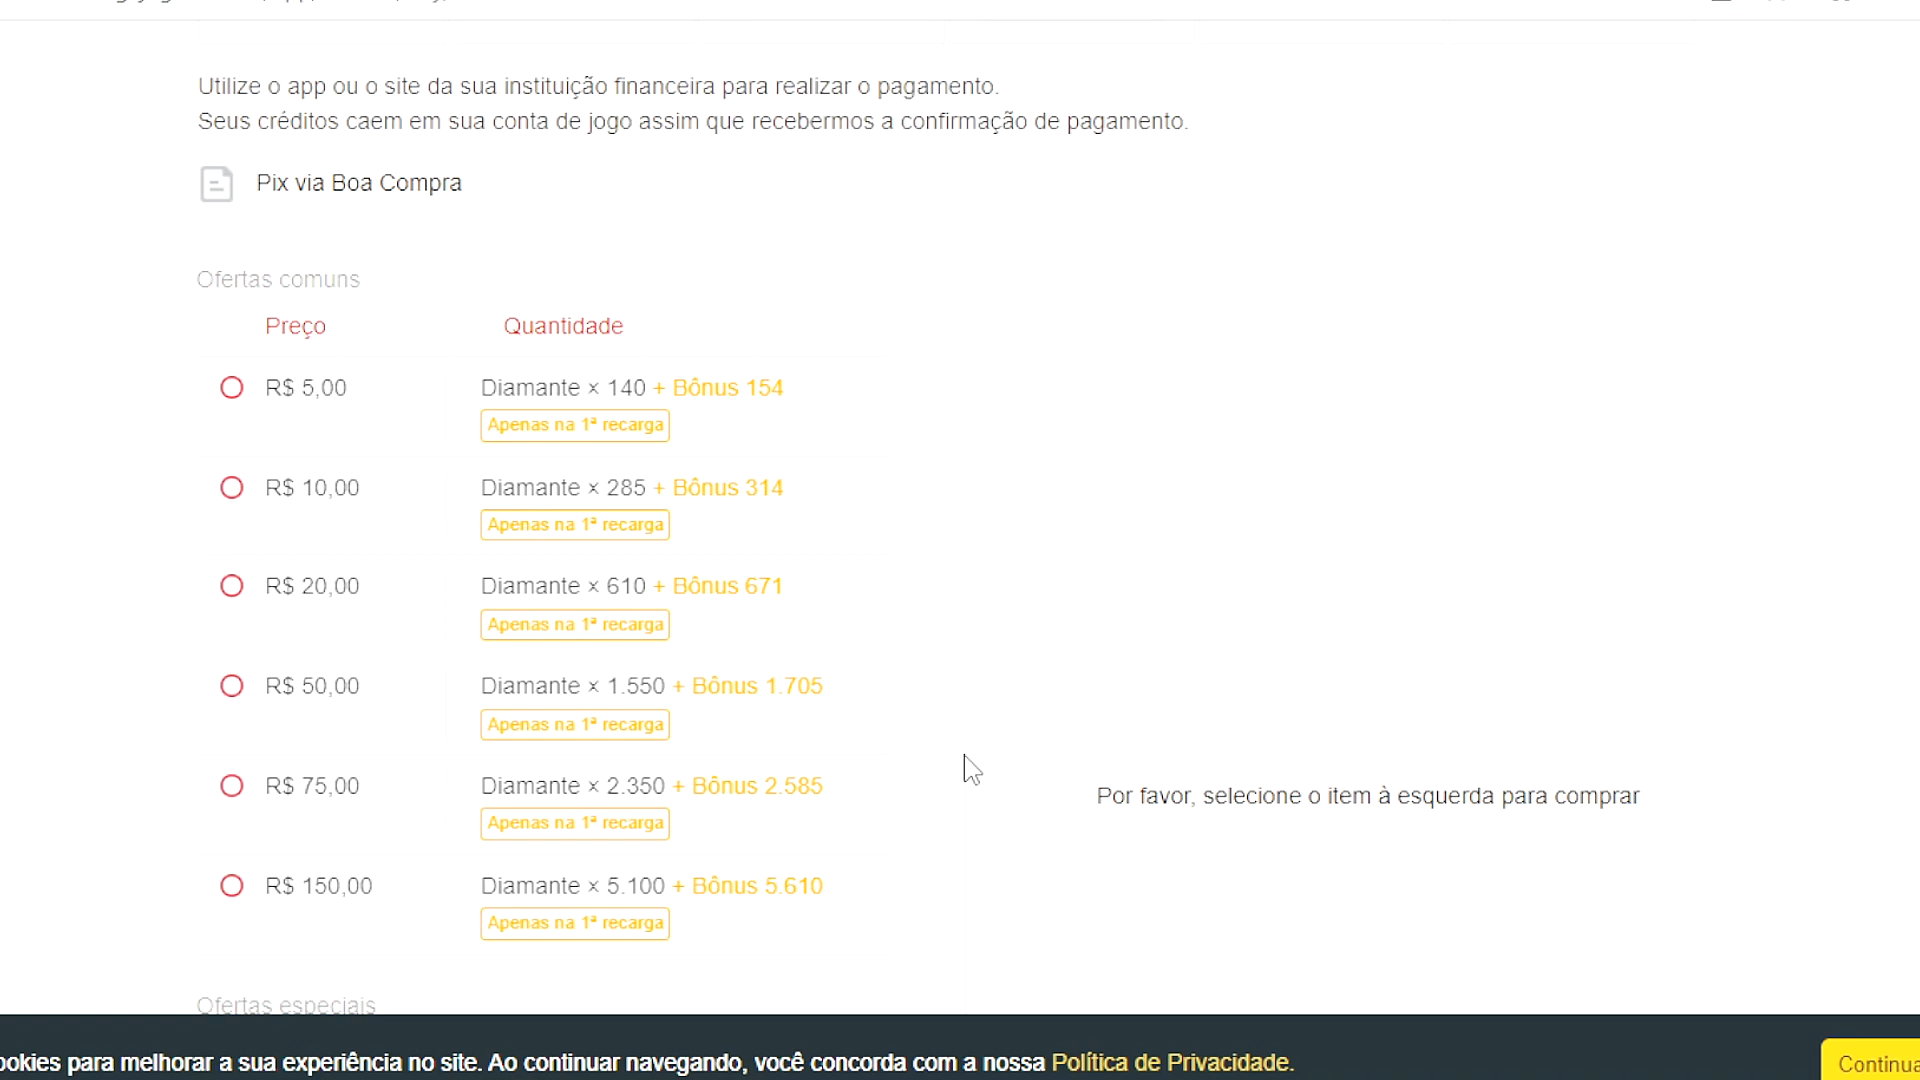 Utilize o app ou o site da sua instituição financeira para realizar o pagamento.
Seus créditos caem em sua conta de jogo assim que recebermos a confirmação de pagamento.
Pix via Boa Compra
Ofertas comuns
Preço Quantidade
R$ 5,00 Diamante × 140 + Bônus 154
Apenas na 1ª recarga
R$ 10,00 Diamante × 285 + Bônus 314
Apenas na 1ª recarga
R$ 20,00 Diamante × 610 + Bônus 671
Apenas na 1ª recarga
R$ 50,00 Diamante × 1.550 + Bônus 1.705
Apenas na 1ª recarga
R$ 75,00 Diamante × 2.350 + Bônus 2.585
Apenas na 1ª recarga
Por favor, selecione o item à esquerda para comprar
R$ 150,00 Diamante × 5.100 + Bônus 5.610
Apenas na 1ª recarga
Ofertas especiais
ookies para melhorar a sua experiência no site. Ao continuar navegando, você concorda com a nossa Política de Privacidade.
Continua